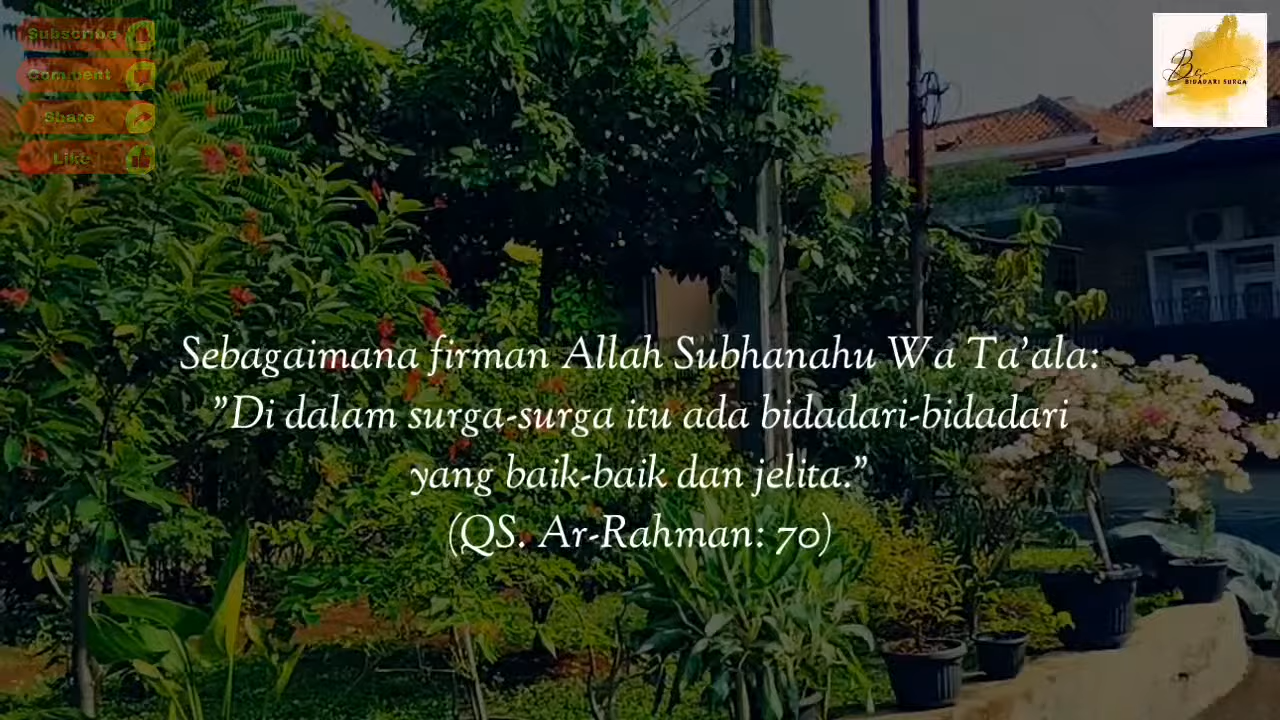 Subscribe
Comment
Share
Like
BIDADARI SURGA
Sebagaimana firman Allah Subhanahu Wa Ta'ala:
"Di dalam surga-surga itu ada bidadari-bidadari
yang baik-baik dan jelita."
(QS. Ar-Rahman: 70)